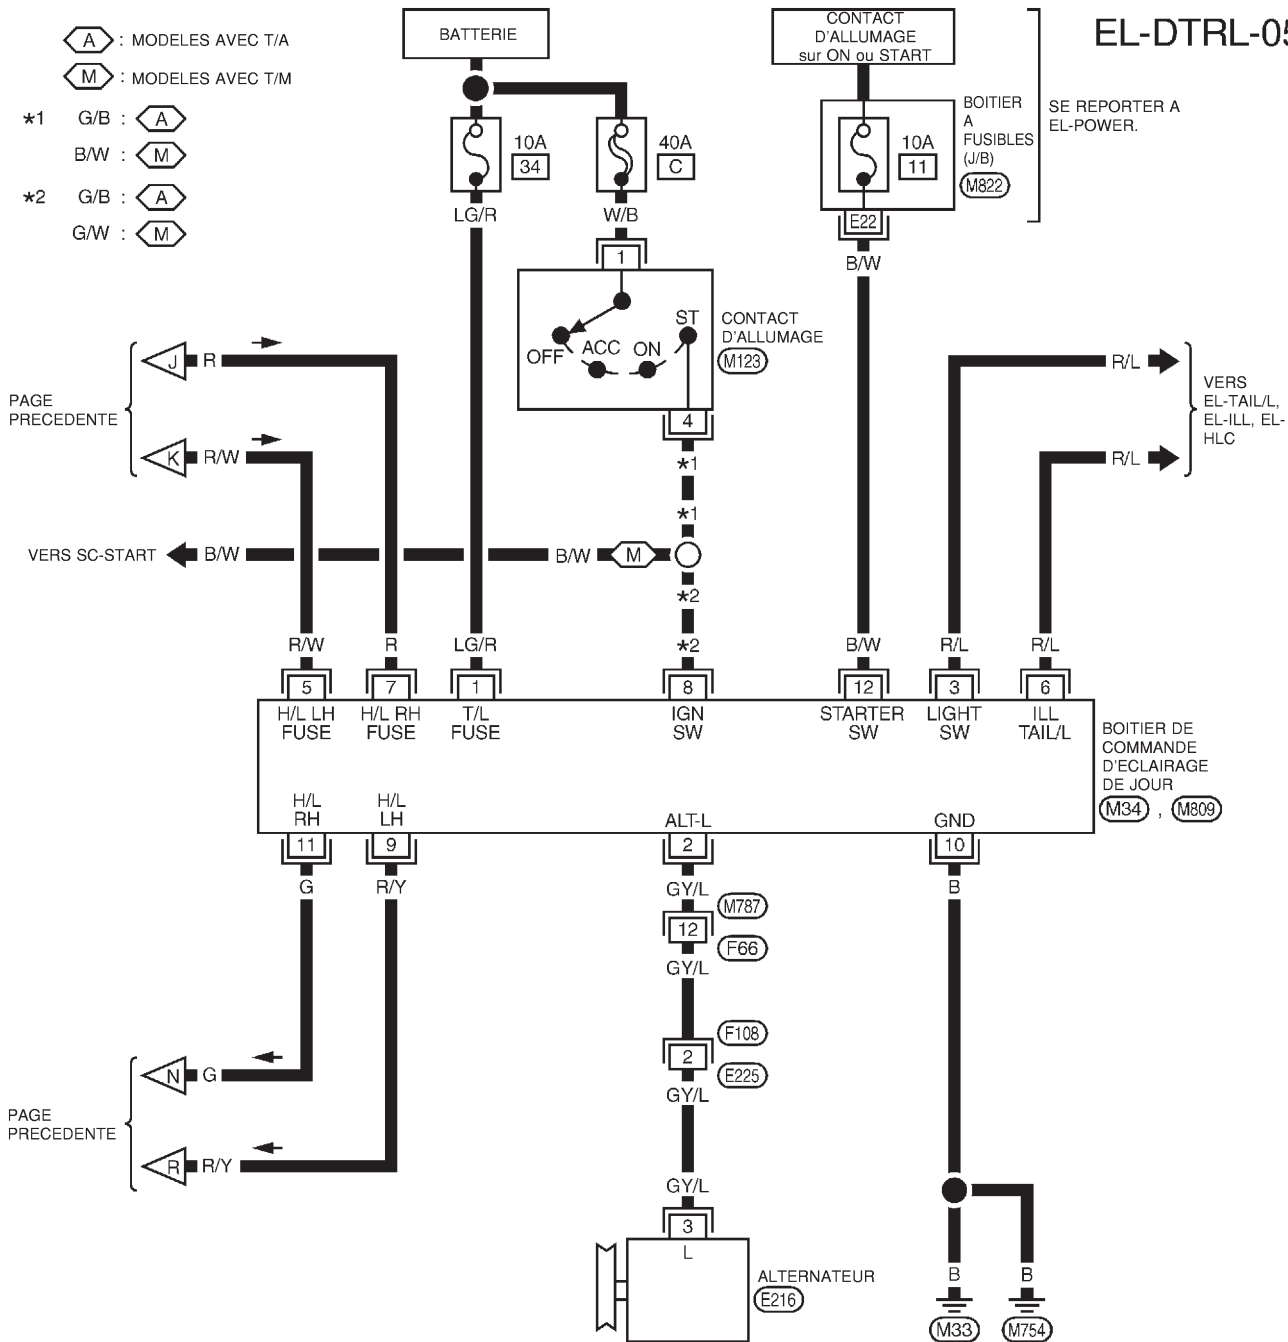 EL-DTRL-05
A : MODELES AVEC T/A
M : MODELES AVEC T/M
*1 G/B : A
B/W : M
*2 G/B : A
G/W : M
BATTERIE
10A
34
40A
C
LG/R
W/B
1
CONTACT
D'ALLUMAGE
sur ON ou START
10A
11
BOITIER
A
FUSIBLES
(J/B)
M822
SE REPORTER A
EL-POWER.
E22
B/W
OFF
ACC
ON
ST
CONTACT
D'ALLUMAGE
M123
4
*1
*1
PAGE
PRECEDENTE
J R
K R/W
R/L
R/L
VERS
EL-TAIL/L,
EL-ILL, EL-
HLC
VERS SC-START
B/W
B/W
M
*2
R/W
R
LG/R
*2
B/W
R/L
R/L
5
7
1
8
12
3
6
H/L LH
FUSE
H/L RH
FUSE
T/L
FUSE
IGN
SW
STARTER
SW
LIGHT
SW
ILL
TAIL/L
BOITIER DE
COMMANDE
D'ECLAIRAGE
DE JOUR
M34 , M809
H/L
RH
H/L
LH
ALT-L
GND
11
9
2
10
G
R/Y
GY/L
B
M787
12
F66
GY/L
F108
2
E225
GY/L
PAGE
PRECEDENTE
N G
R R/Y
GY/L
3
L
ALTERNATEUR
E216
B
B
M33
M754